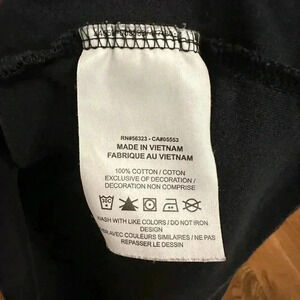 RN#56323 - CA#05553
MADE IN VIETNAM
FABRIQUE AU VIETNAM
100% COTTON / COTON
EXCLUSIVE OF DECORATION /
DECORATION NON COMPRISE
WASH WITH LIKE COLORS / DO NOT IRON
DESIGN
AVEC COULEURS SIMILAIRES / NE PAS
REPASSER LE DESSIN